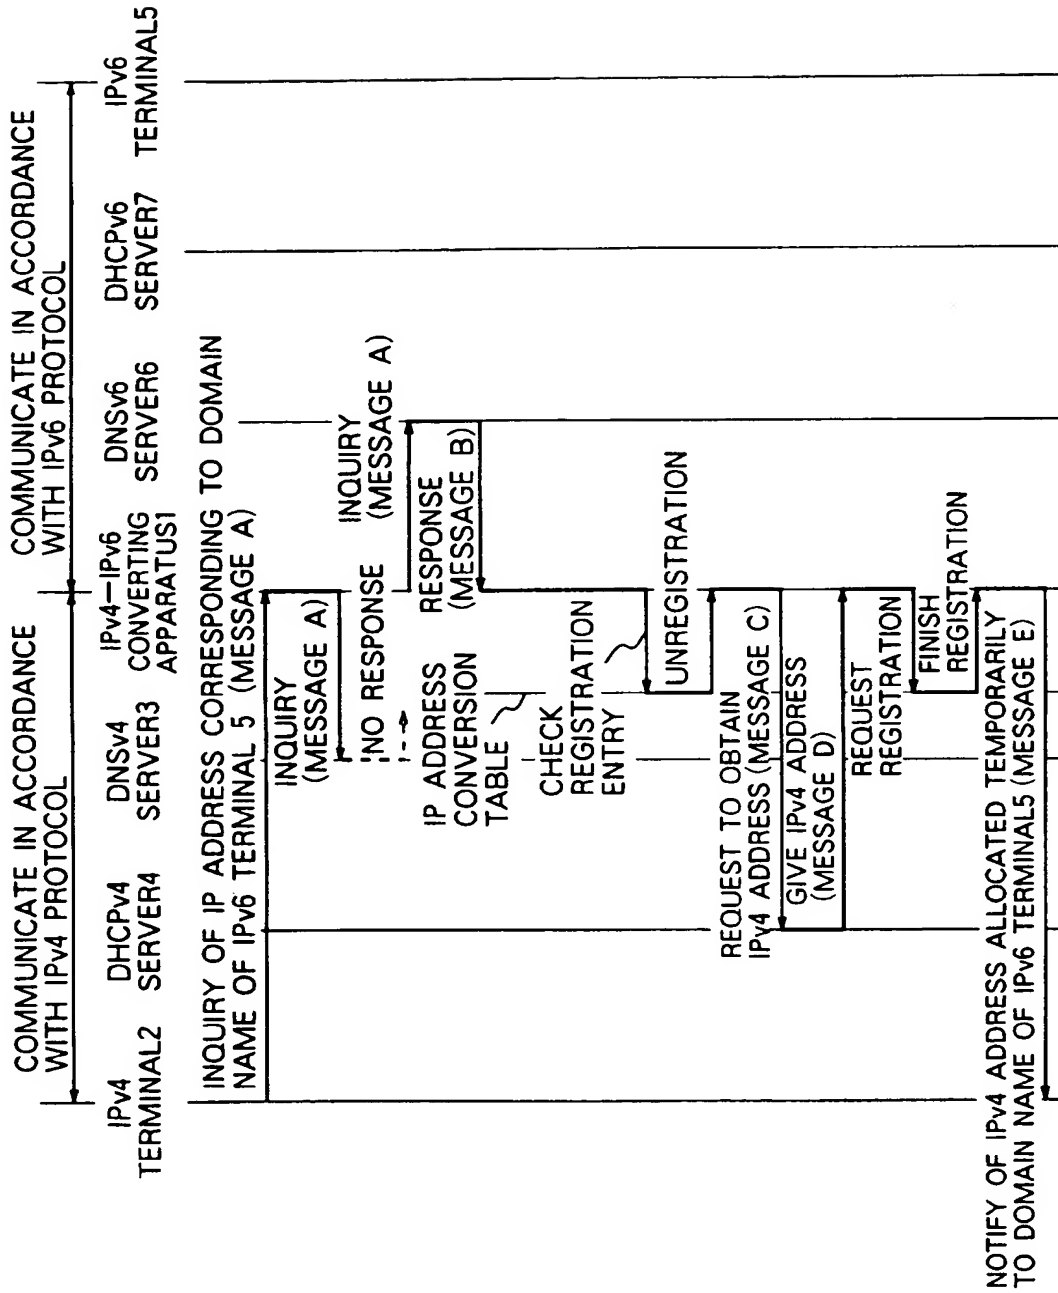 COMMUNICATE IN ACCORDANCE
WITH IPv4 PROTOCOL
COMMUNICATE IN ACCORDANCE
WITH IPv6 PROTOCOL
IPv4
TERMINAL2
DHCPv4
SERVER4
DNSv4
SERVER3
IPv4-IPv6
CONVERTING
APPARATUS1
DNSv6
SERVER6
DHCPv6
SERVER7
IPv6
TERMINAL5
INQUIRY OF IP ADDRESS CORRESPONDING TO DOMAIN
NAME OF IPv6 TERMINAL 5 (MESSAGE A)
INQUIRY
(MESSAGE A)
NO RESPONSE
INQUIRY
(MESSAGE A)
RESPONSE
(MESSAGE B)
IP ADDRESS
CONVERSION
TABLE
CHECK
REGISTRATION
ENTRY
UNREGISTRATION
REQUEST TO OBTAIN
IPv4 ADDRESS (MESSAGE C)
GIVE IPv4 ADDRESS
(MESSAGE D)
REQUEST
REGISTRATION
FINISH
REGISTRATION
NOTIFY OF IPv4 ADDRESS ALLOCATED TEMPORARILY
TO DOMAIN NAME OF IPv6 TERMINAL5 (MESSAGE E)